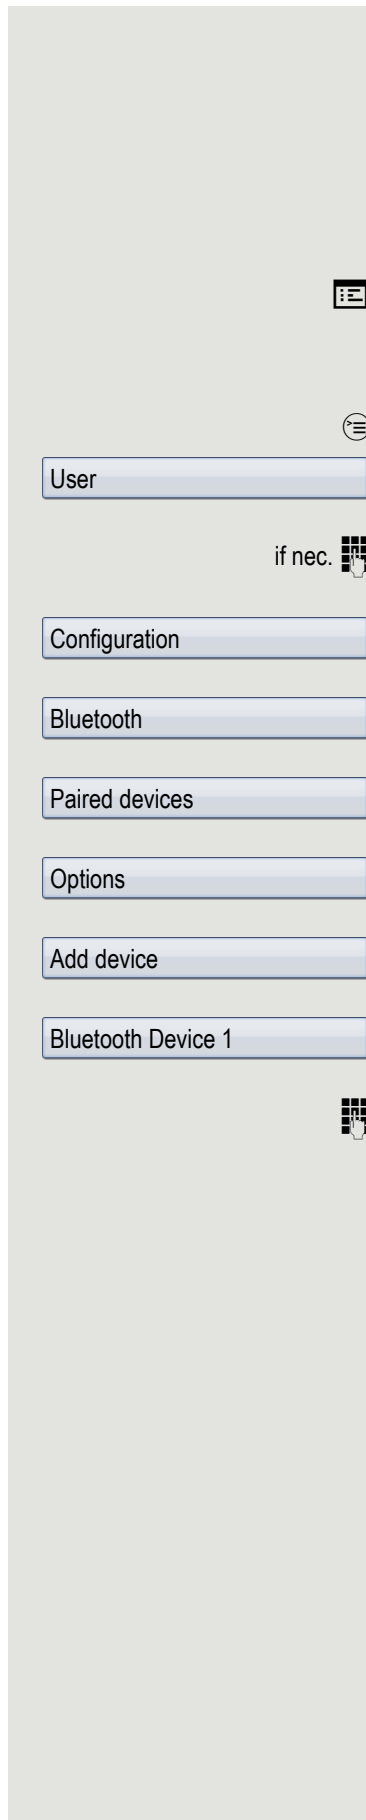 User
if nec.
Configuration
Bluetooth
Paired devices
Options
Add device
Bluetooth Device 1